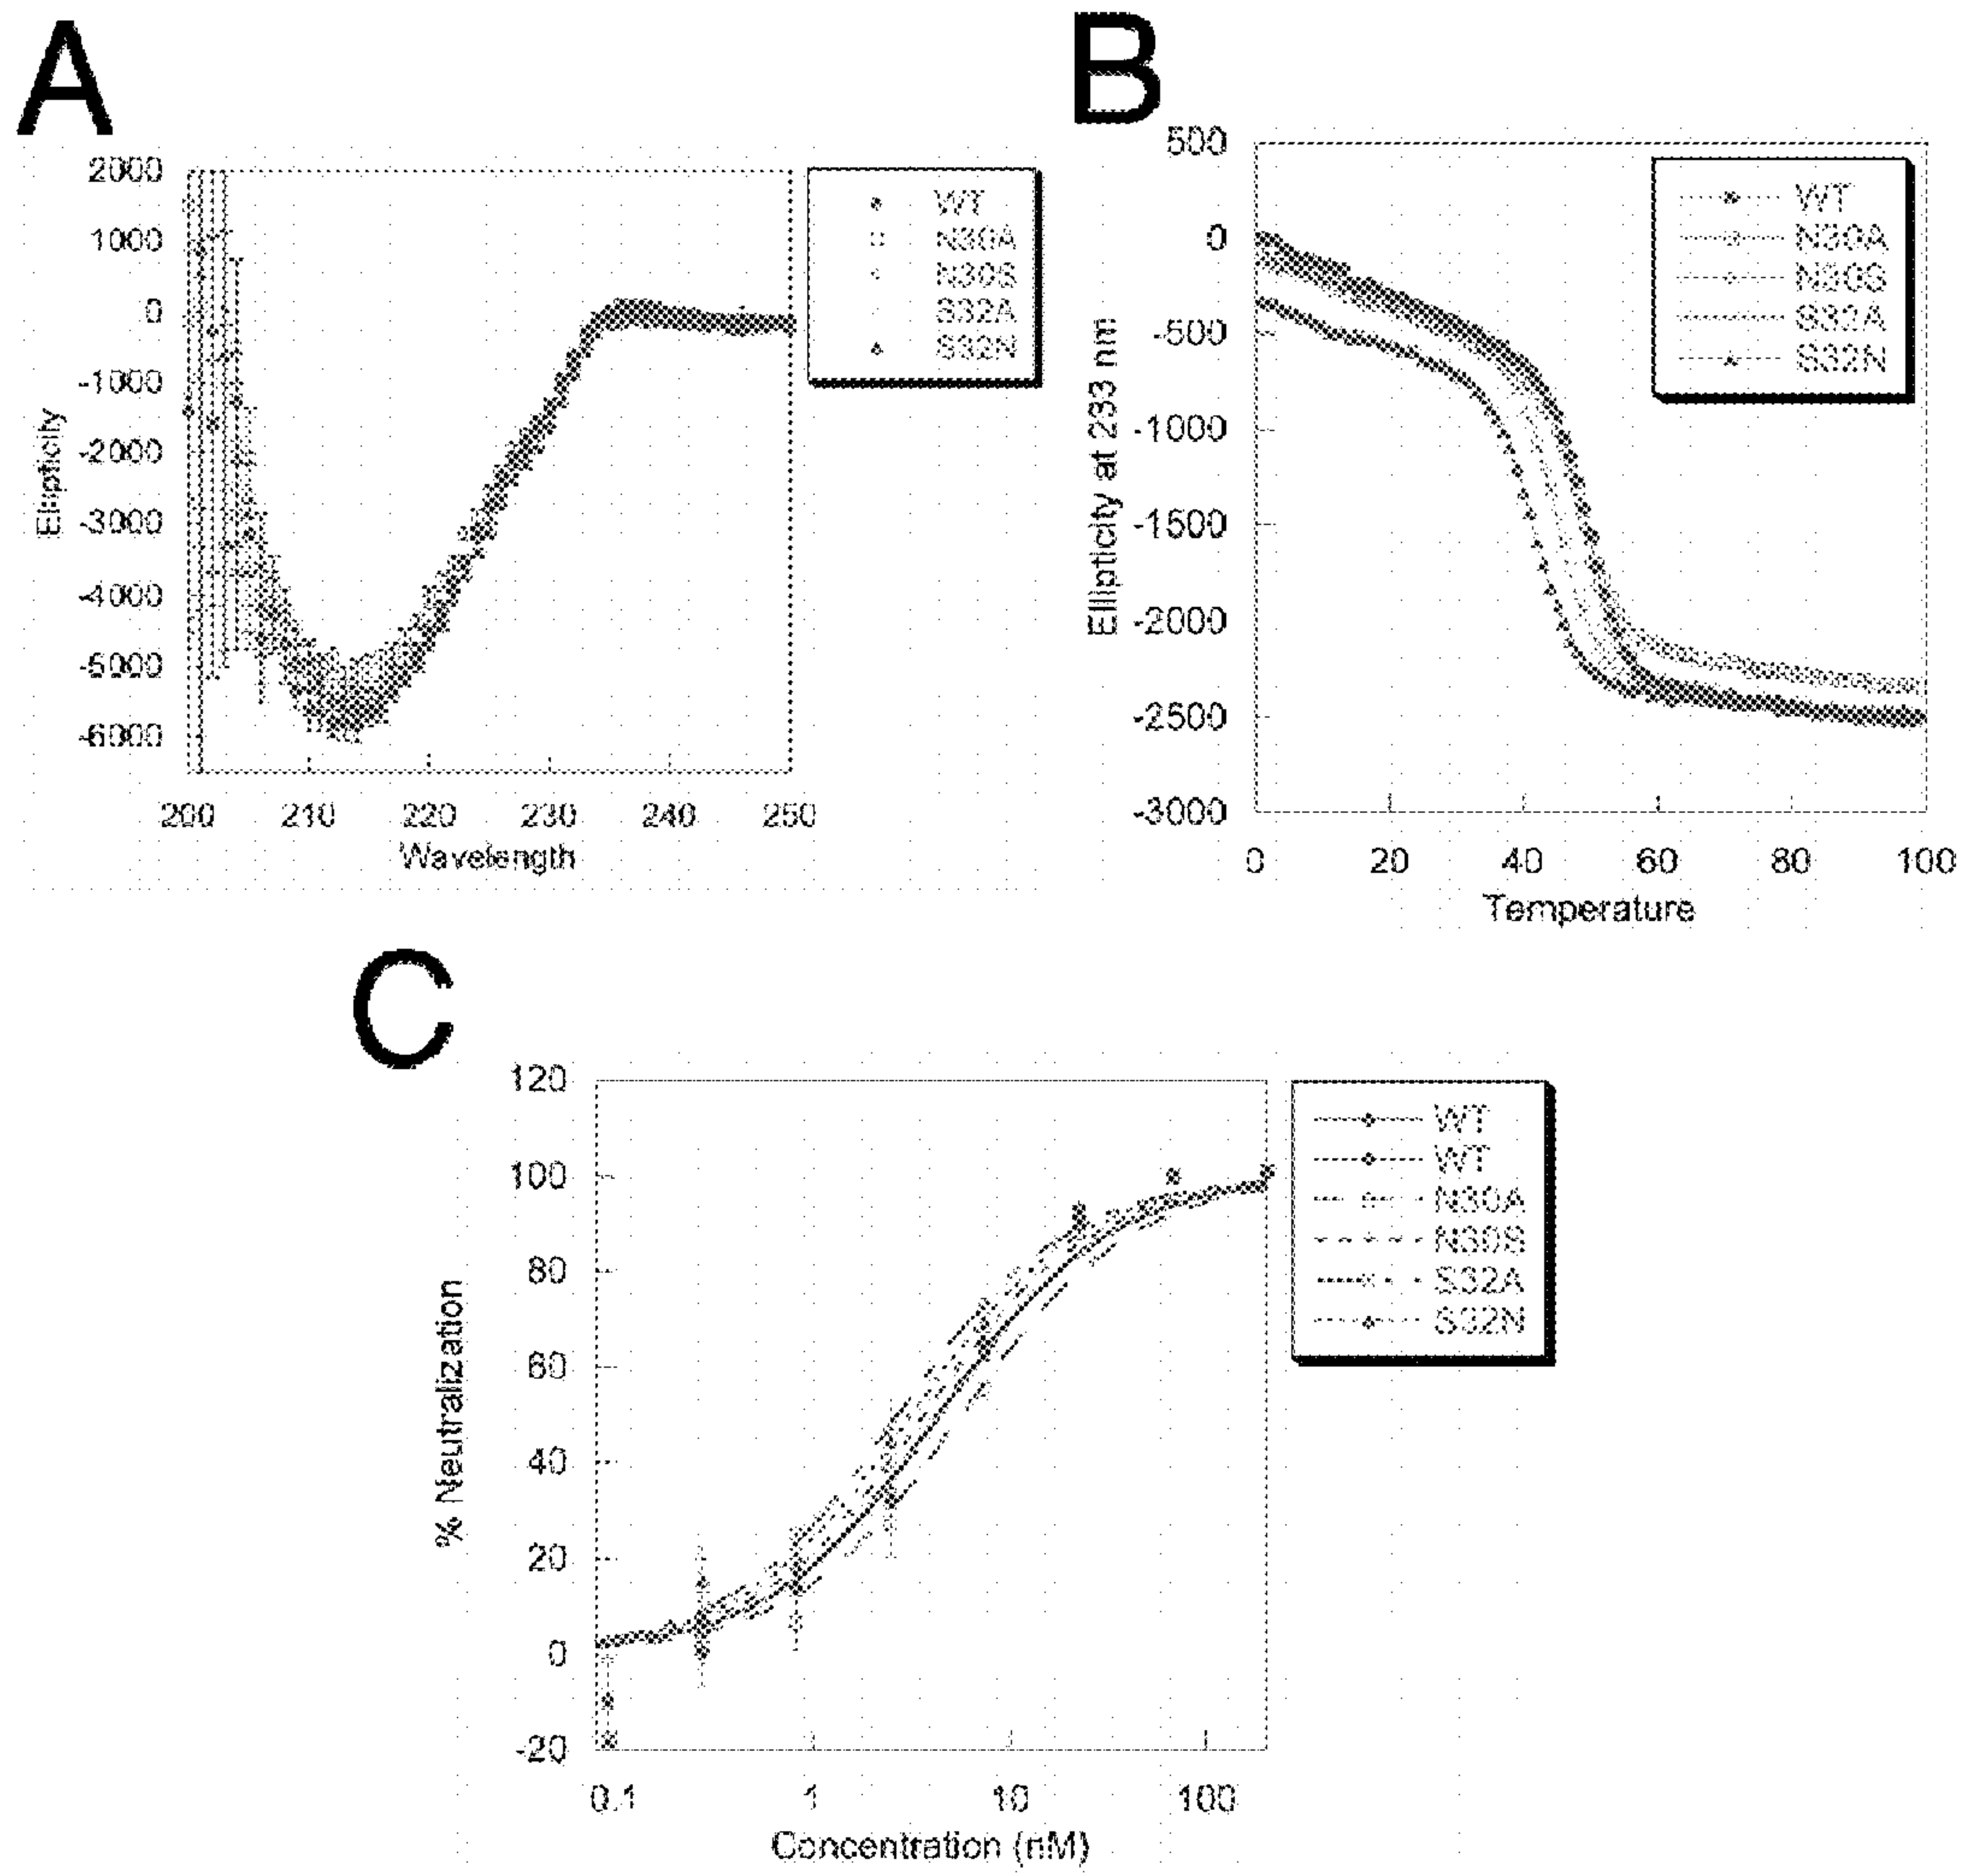 A
2000
1000
0
-1000
-2000
-3000
-4000
-5000
-6000
Ellipticity
200 210 220 230 240 250
Wavelength
WT
N30A
N30S
S32A
S32N
B
500
0
-500
-1000
-1500
-2000
-2500
-3000
Ellipticity at 233 nm
0 20 40 60 80 100
Temperature
WT
N30A
N30S
S32A
S32N
C
120
100
80
60
40
20
0
-20
% Neutralization
0.1 1 10 100
Concentration (nM)
WT
WT
N30A
N30S
S32A
S32N